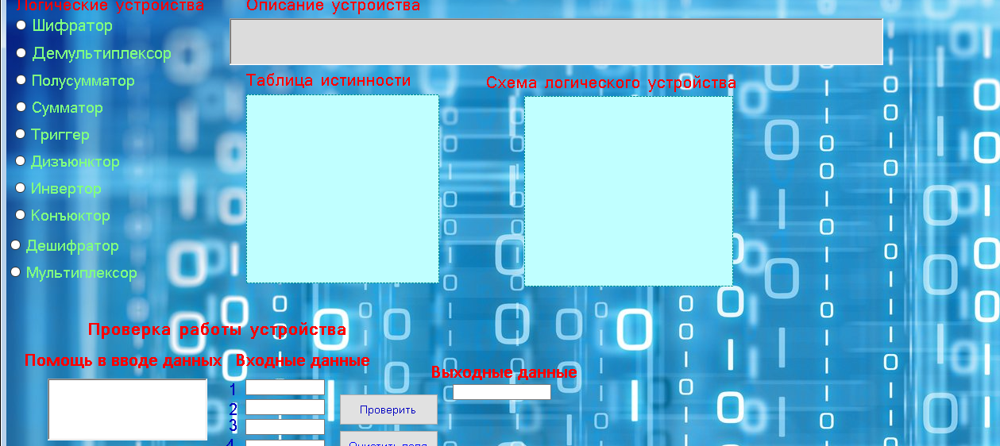 Логические устройства
Описание устройства
Шифратор
Демультиплексор
Полусумматор
Сумматор
Триггер
Дизъюнктор
Инвертор
Конъюктор
Дешифратор
Мультиплексор
Таблица истинности
Схема логического устройства
Проверка работы устройства
Помощь в вводе данных
Входные данные
Выходные данные
1
2
3
4
Проверить
Очистить поля